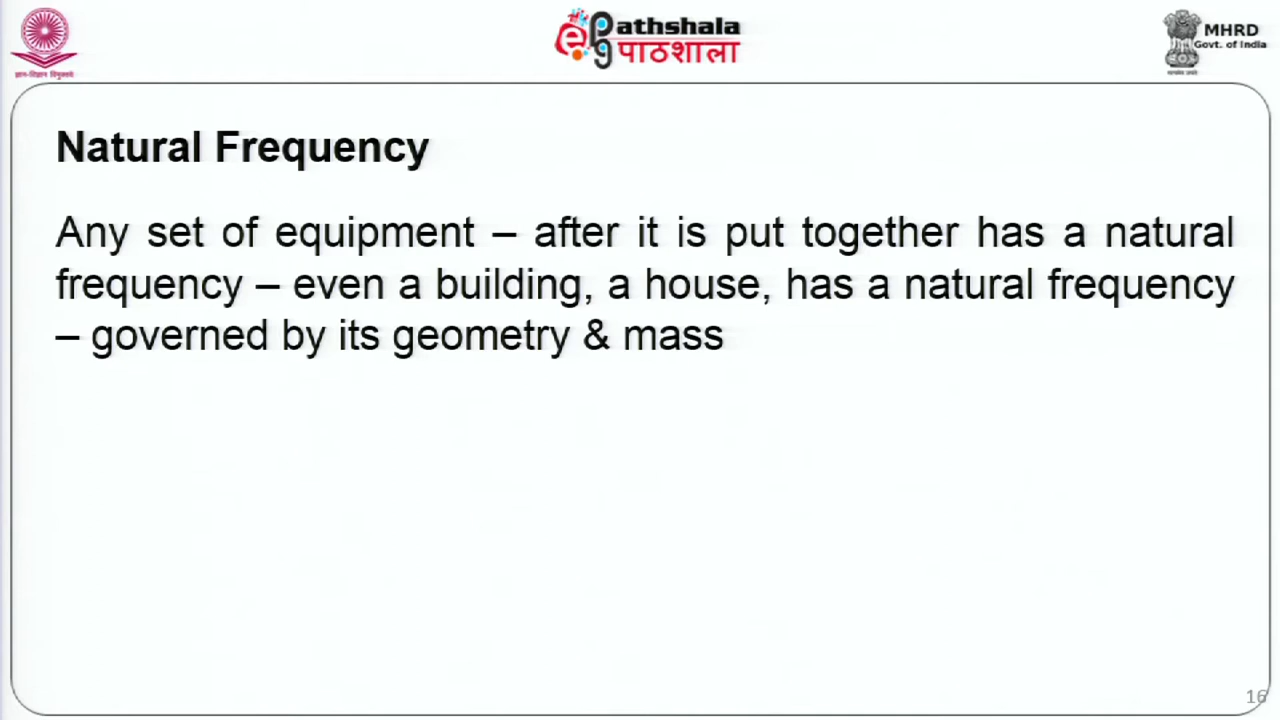 ePathshala
पाठशाला
MHRD
Govt. of India
Natural Frequency
Any set of equipment – after it is put together has a natural
frequency – even a building, a house, has a natural frequency
– governed by its geometry & mass
16